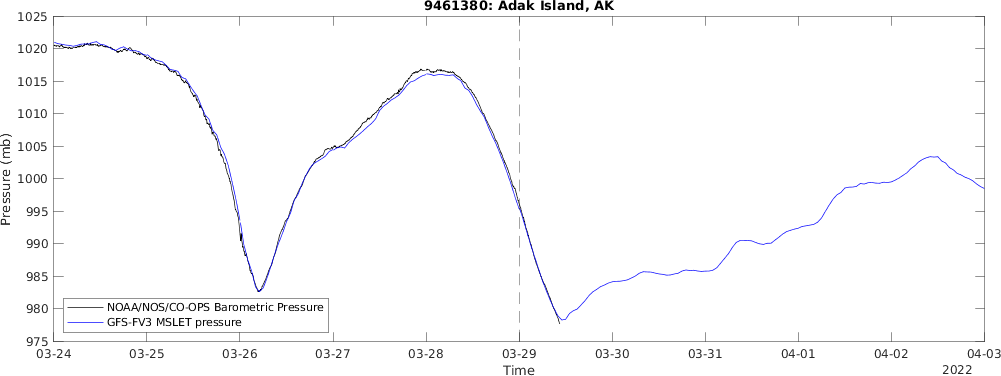 9461380: Adak Island, AK
1025
1020
1015
1010
1005
1000
995
990
985
980
975
Pressure (mb)
NOAA/NOS/CO-OPS Barometric Pressure
GFS-FV3 MSLET pressure
03-24 03-25 03-26 03-27 03-28 03-29 03-30 03-31 04-01 04-02 04-03
Time
2022